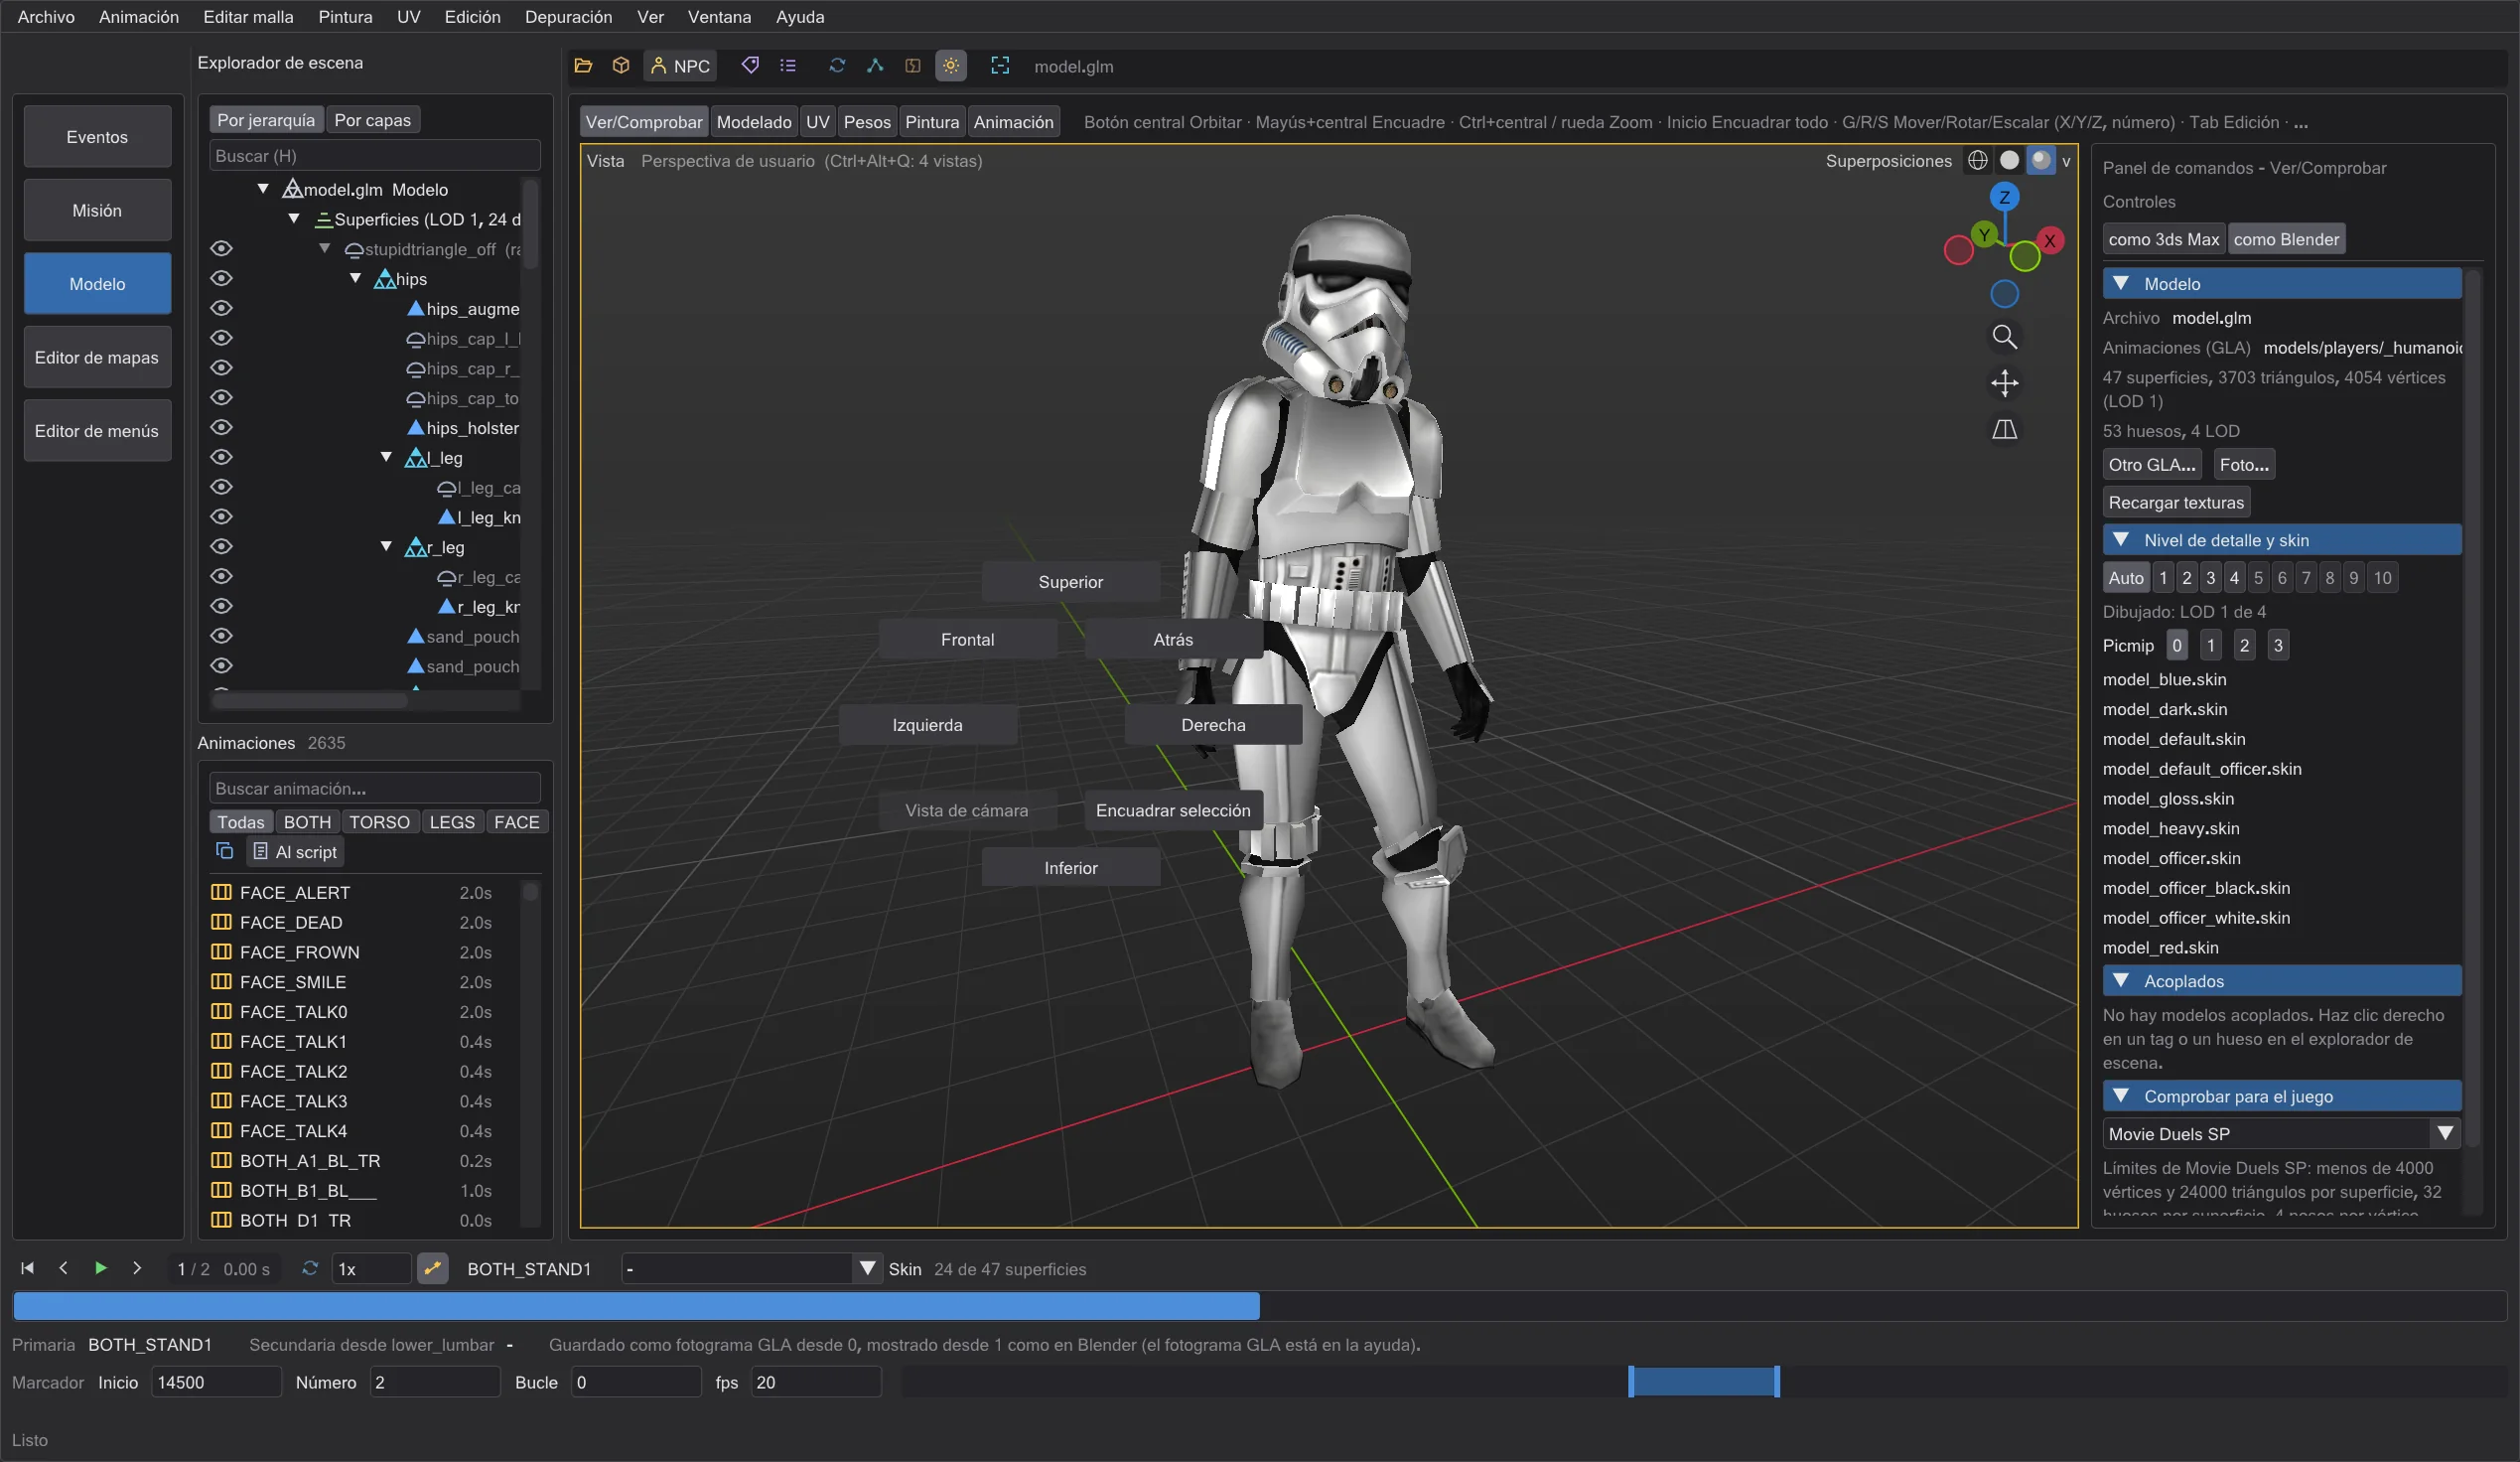 Archivo Animación Editar malla Pintura UV Edición Depuración Ver Ventana Ayuda
Explorador de escena
NPC model.glm
Eventos
Misión
Modelo
Editor de mapas
Editor de menús
Por jerarquía Por capas
Buscar (H)
model.glm Modelo
Superficies (LOD 1, 24 d
stupidtriangle_off (ra
hips
hips_augme
hips_cap_l_l
hips_cap_r_
hips_cap_to
hips_holster
l_leg
l_leg_ca
l_leg_kn
r_leg
r_leg_ca
r_leg_kn
sand_pouch
sand_pouch
Animaciones 2635
Buscar animación...
Todas BOTH TORSO LEGS FACE
AI script
FACE_ALERT 2.0s
FACE_DEAD 2.0s
FACE_FROWN 2.0s
FACE_SMILE 2.0s
FACE_TALK0 2.0s
FACE_TALK1 0.4s
FACE_TALK2 0.4s
FACE_TALK3 0.4s
FACE_TALK4 0.4s
BOTH_A1_BL_TR 0.2s
BOTH_B1_BL___ 1.0s
BOTH_D1_TR 0.0s
Ver/Comprobar Modelado UV Pesos Pintura Animación Botón central Orbitar · Mayús+central Encuadre · Ctrl+central / rueda Zoom · Inicio Encuadrar todo · G/R/S Mover/Rotar/Escalar (X/Y/Z, número) · Tab Edición · ...
Vista Perspectiva de usuario (Ctrl+Alt+Q: 4 vistas) Superposiciones v
Z
Y X
Superior
Frontal Atrás
Izquierda Derecha
Vista de cámara Encuadrar selección
Inferior
Panel de comandos - Ver/Comprobar
Controles
como 3ds Max como Blender
Modelo
Archivo model.glm
Animaciones (GLA) models/players/_humanoid
47 superficies, 3703 triángulos, 4054 vértices
(LOD 1)
53 huesos, 4 LOD
Otro GLA... Foto...
Recargar texturas
Nivel de detalle y skin
Auto 1 2 3 4 5 6 7 8 9 10
Dibujado: LOD 1 de 4
Picmip 0 1 2 3
model_blue.skin
model_dark.skin
model_default.skin
model_default_officer.skin
model_gloss.skin
model_heavy.skin
model_officer.skin
model_officer_black.skin
model_officer_white.skin
model_red.skin
Acoplados
No hay modelos acoplados. Haz clic derecho
en un tag o un hueso en el explorador de
escena.
Comprobar para el juego
Movie Duels SP
Límites de Movie Duels SP: menos de 4000
vértices y 24000 triángulos por superficie, 32
huesos por superficie, 4 pesos por vértice
1 / 2 0.00 s 1x BOTH_STAND1 - Skin 24 de 47 superficies
Primaria BOTH_STAND1 Secundaria desde lower_lumbar - Guardado como fotograma GLA desde 0, mostrado desde 1 como en Blender (el fotograma GLA está en la ayuda).
Marcador Inicio 14500 Número 2 Bucle 0 fps 20
Listo